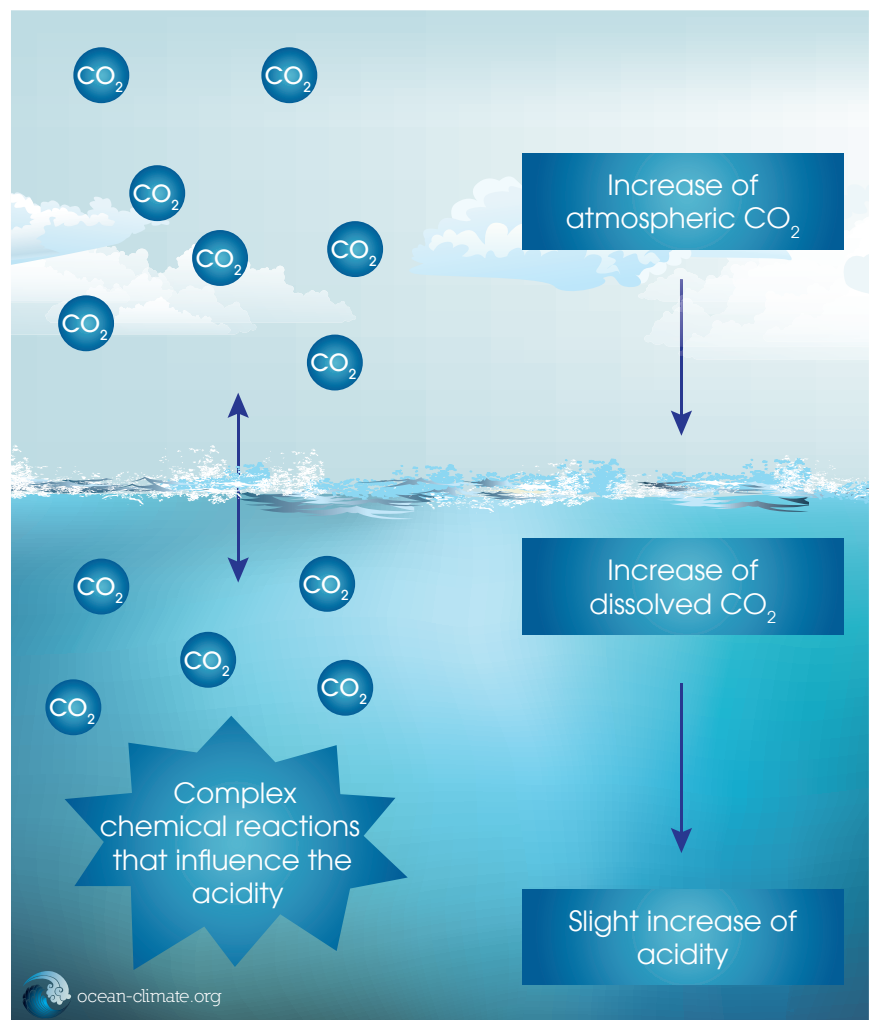 CO₂
CO₂
CO₂
CO₂
CO₂
CO₂
CO₂
Increase of
atmospheric CO₂
CO₂
CO₂
CO₂
CO₂
CO₂
Increase of
dissolved CO₂
Complex
chemical reactions
that influence the
acidity
Slight increase of
acidity
ocean-climate.org